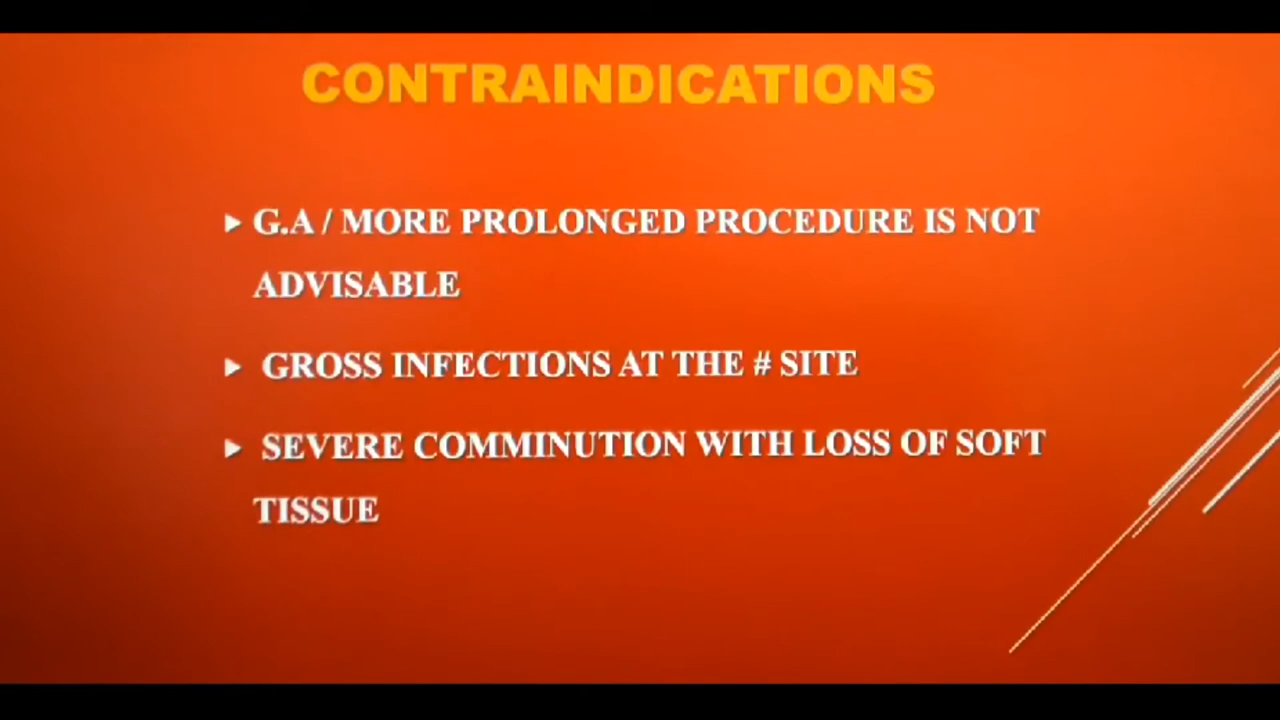 CONTRAINDICATIONS
G.A / MORE PROLONGED PROCEDURE IS NOT
ADVISABLE
GROSS INFECTIONS AT THE # SITE
SEVERE COMMINUTION WITH LOSS OF SOFT
TISSUE